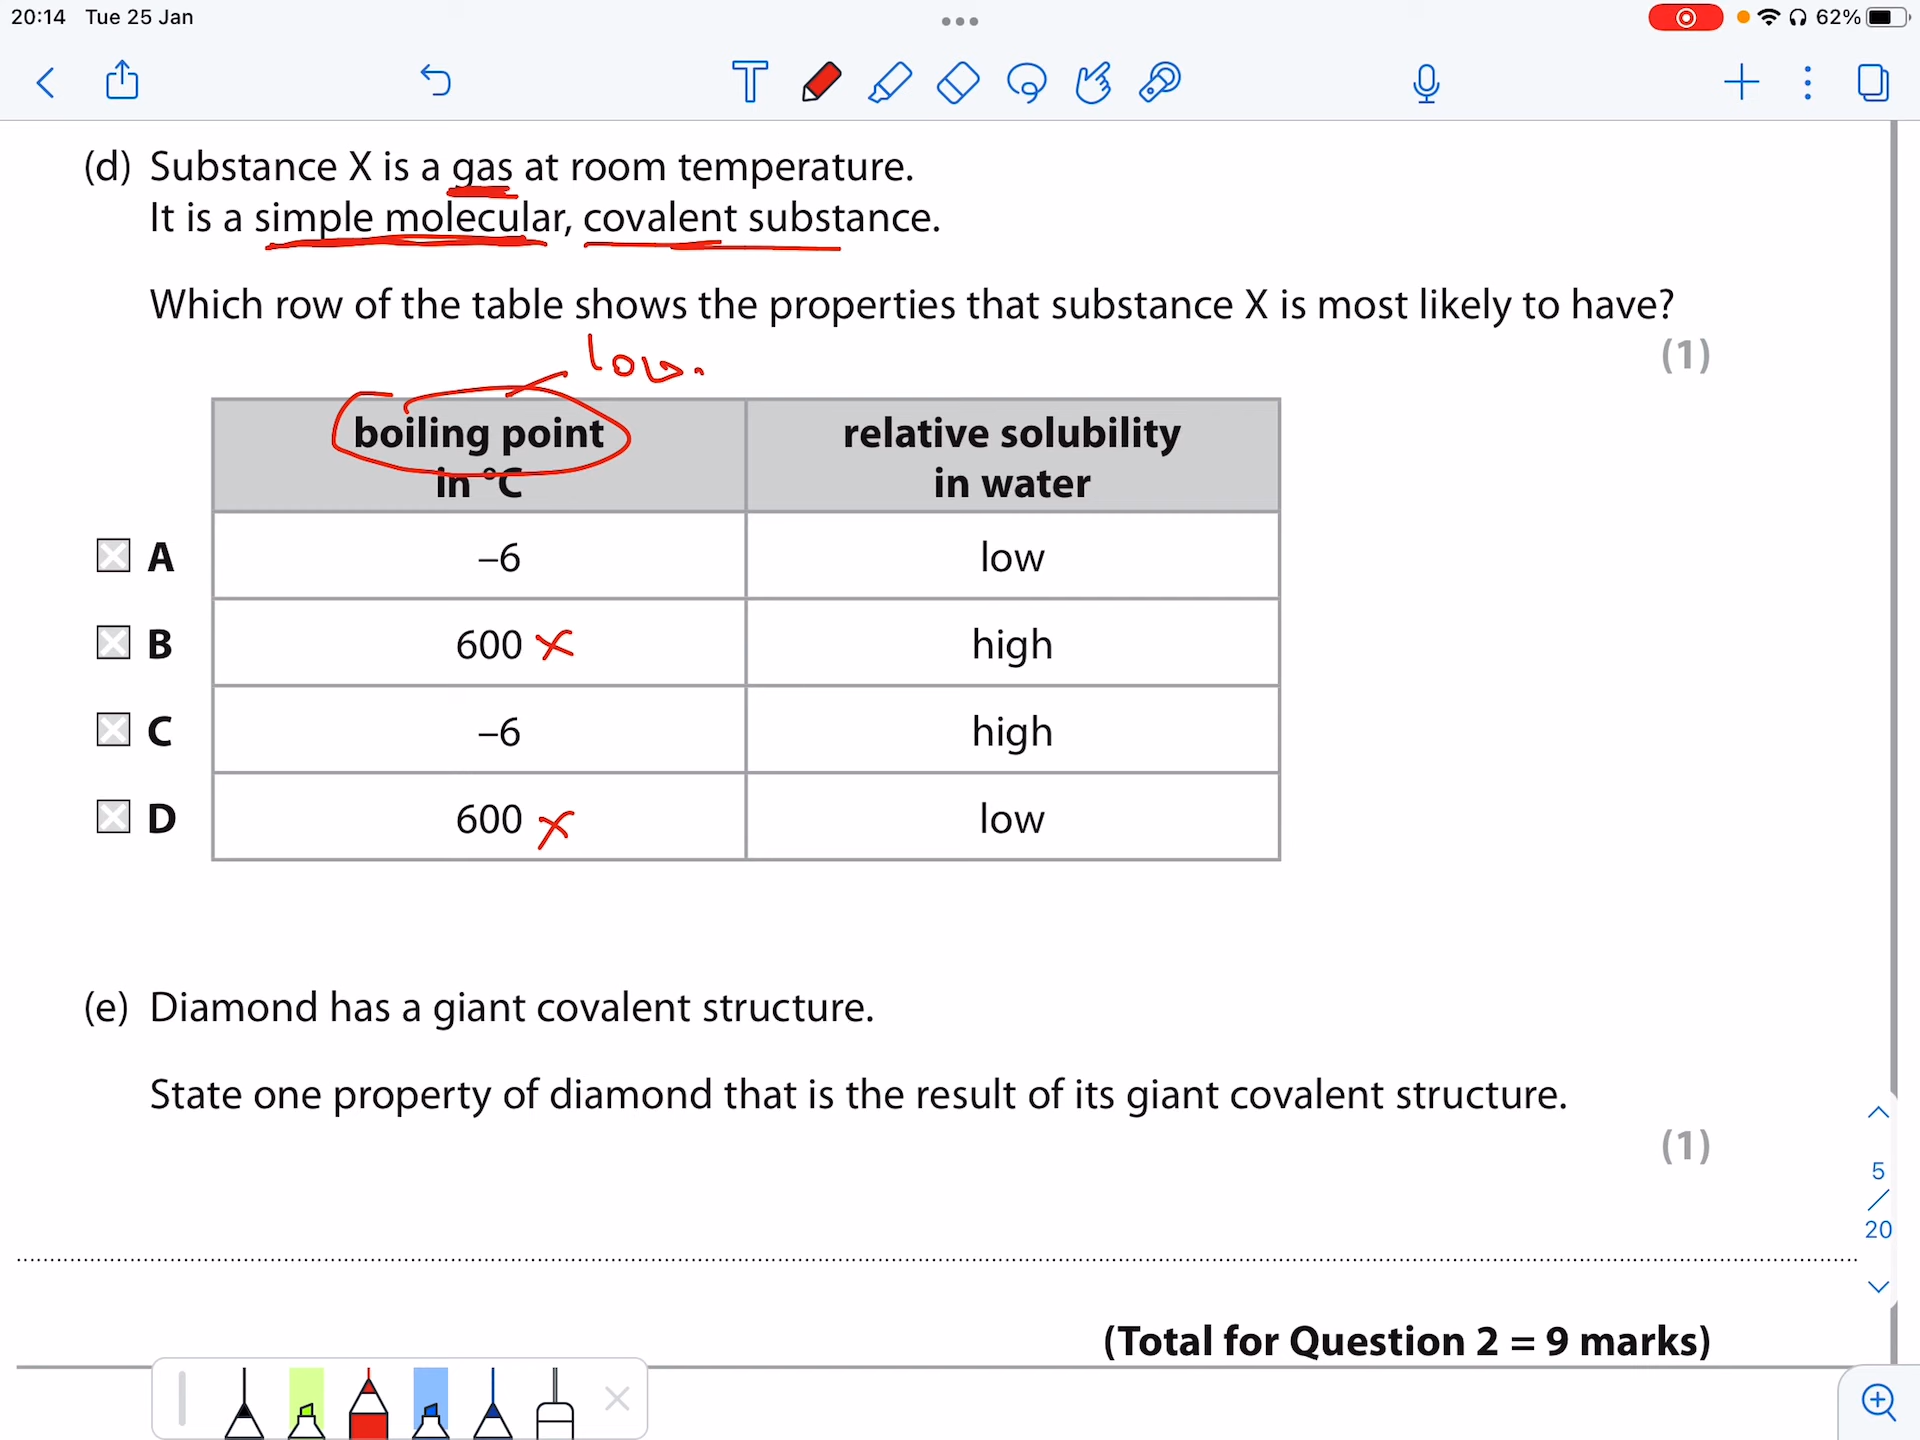 20:14 Tue 25 Jan
62%
(d) Substance X is a gas at room temperature.
It is a simple molecular, covalent substance.
Which row of the table shows the properties that substance X is most likely to have?
(1)
low.
boiling point in °C
relative solubility in water
A –6 low
B 600 x high
C –6 high
D 600 x low
(e) Diamond has a giant covalent structure.
State one property of diamond that is the result of its giant covalent structure.
(1)
5
/
20
(Total for Question 2 = 9 marks)